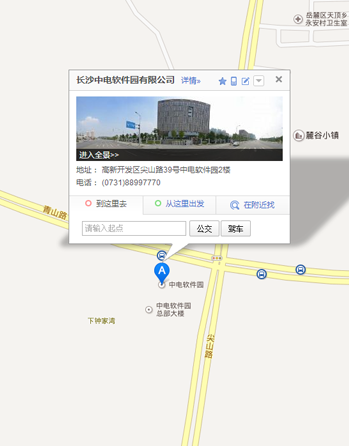 岳麓区天顶乡
永安村卫生室
长沙中电软件园有限公司 详情»
麓谷小镇
进入全景>>
地址： 高新开发区尖山路39号中电软件园2楼
电话： (0731)88997770
到这里去 从这里出发 在附近找
请输入起点 公交 驾车
青山路
A
中电软件园
中电软件园
总部大楼
下钟家湾
尖山路